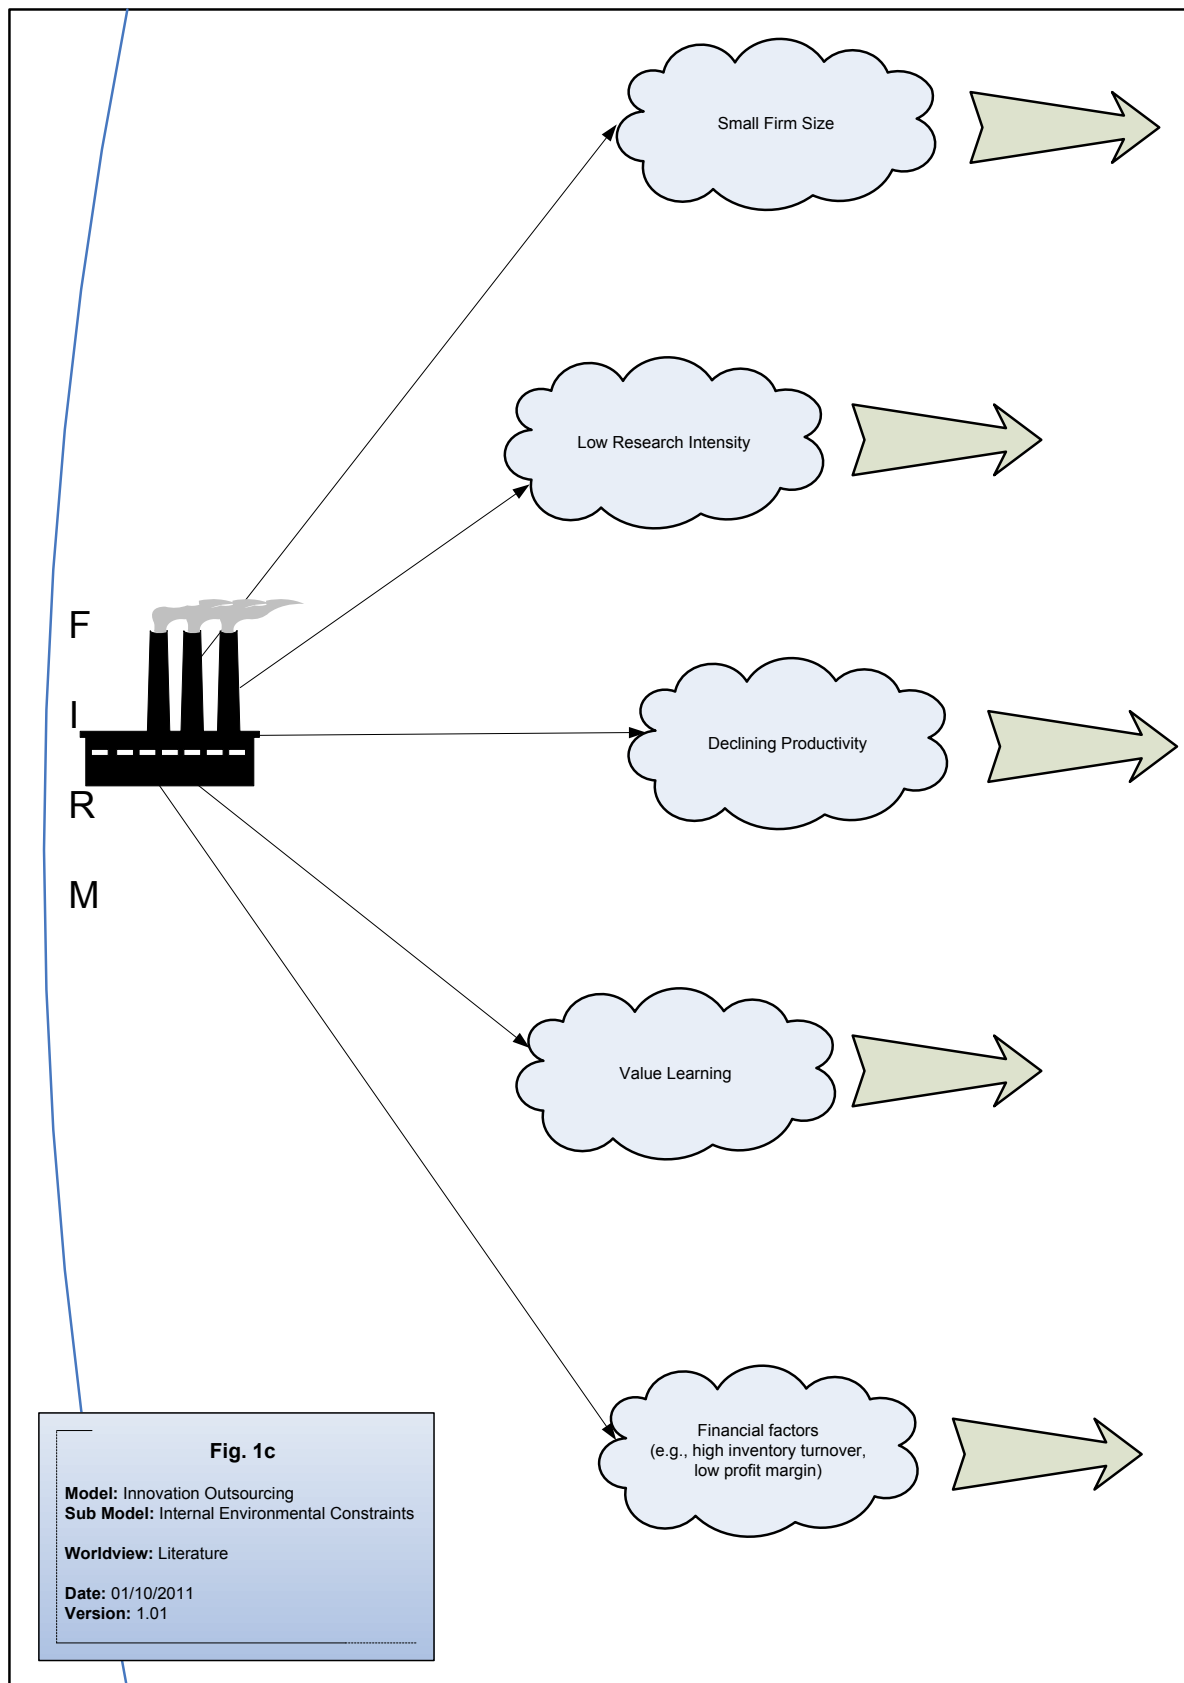 Small Firm Size
Low Research Intensity
F
I
R
M
Declining Productivity
Value Learning
Financial factors
(e.g., high inventory turnover,
low profit margin)
Fig. 1c
Model: Innovation Outsourcing
Sub Model: Internal Environmental Constraints
Worldview: Literature
Date: 01/10/2011
Version: 1.01